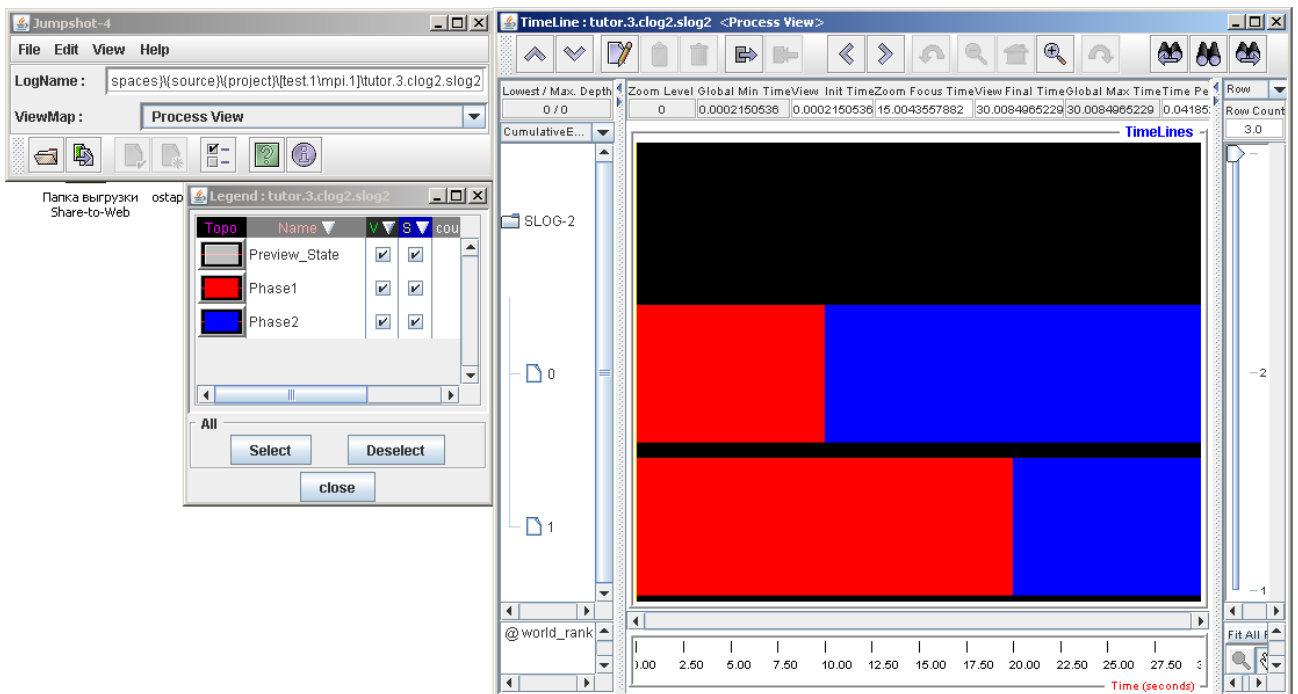 Jumpshot-4
File Edit View Help
LogName : spaces)\(source)\(project)\[test.1\mpi.1]\tutor.3.clog2.slog2
ViewMap : Process View
Папка выгрузки Share-to-Web
ostap
Legend : tutor.3.clog2.slog2
Topo Name V S cou
Preview_State
Phase1
Phase2
All
Select Deselect
close
TimeLine : tutor.3.clog2.slog2 <Process View>
Lowest / Max. Depth Zoom Level Global Min Time View Init Time Zoom Focus Time View Final Time Global Max Time Time Pe Row
0 / 0 0 0.0002150536 0.0002150536 15.0043557882 30.0084965229 30.0084965229 0.04185 Row Count
CumulativeE... TimeLines 3.0
SLOG-2
0
2
1
1
@ world_rank Fit All
).00 2.50 5.00 7.50 10.00 12.50 15.00 17.50 20.00 22.50 25.00 27.50
Time (seconds)